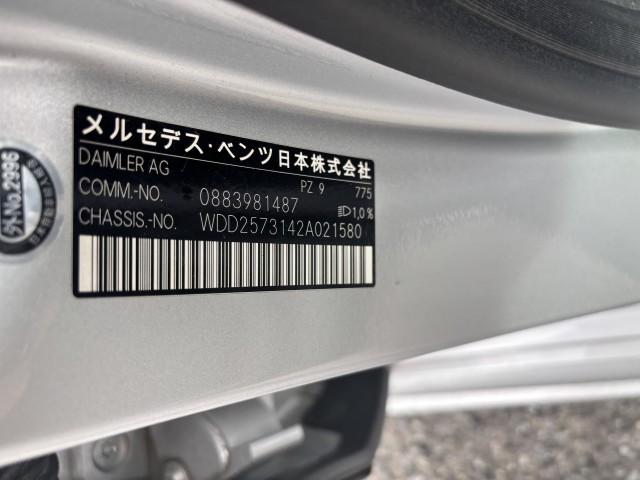 メルセデス・ベンツ日本株式会社
DAIMLER AG PZ 9 775
COMM.-NO. 0883981487 1,0%
CHASSIS.-NO. WDD2573142A021580